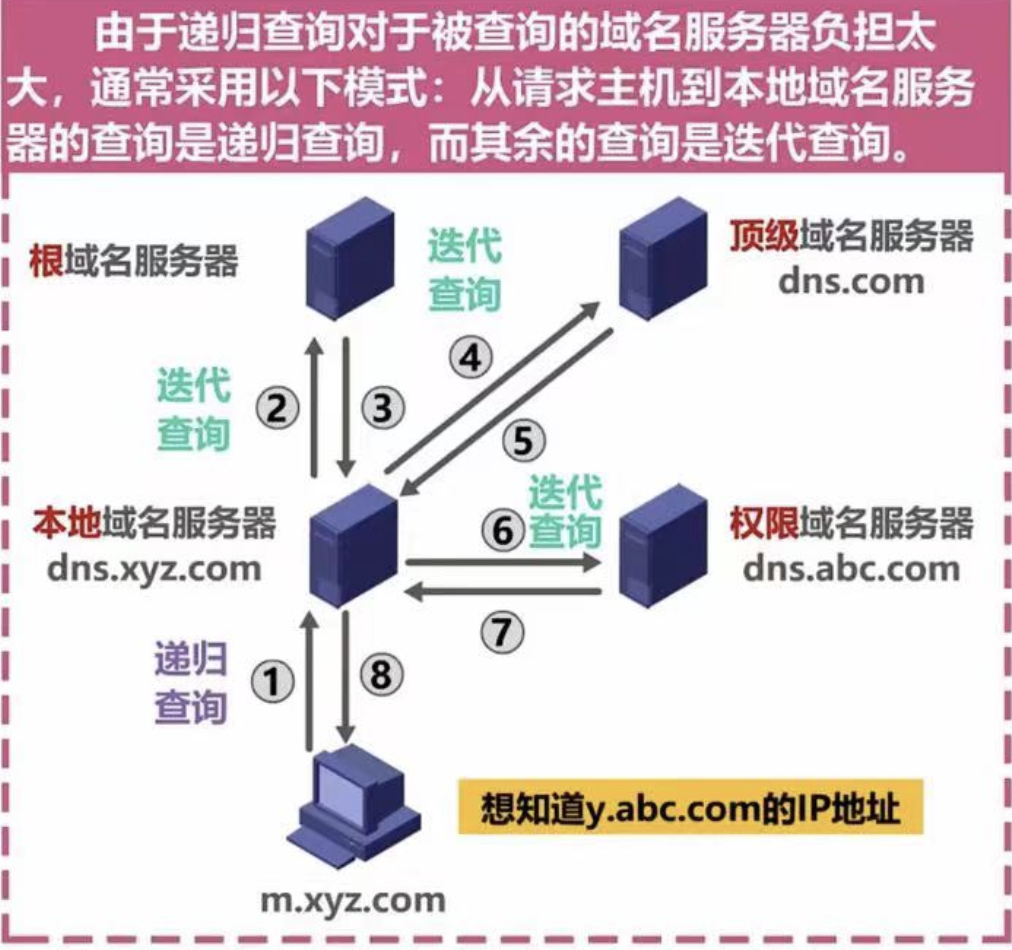 由于递归查询对于被查询的域名服务器负担太
大，通常采用以下模式：从请求主机到本地域名服务
器的查询是递归查询，而其余的查询是迭代查询。
根域名服务器
迭代
查询
顶级域名服务器
dns.com
④
迭代
查询
②
③
⑤
本地域名服务器
dns.xyz.com
⑥
迭代
查询
权限域名服务器
dns.abc.com
⑦
递归
查询
①
⑧
想知道y.abc.com的IP地址
m.xyz.com